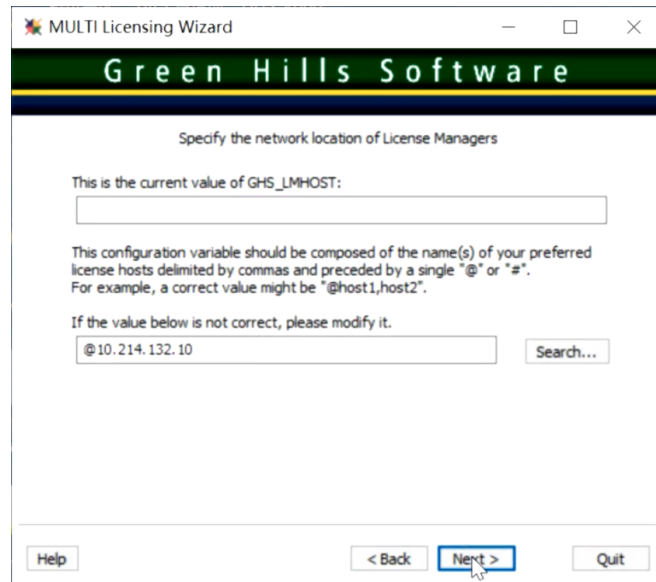 MULTI Licensing Wizard
Green Hills Software
Specify the network location of License Managers
This is the current value of GHS_LMHOST:
This configuration variable should be composed of the name(s) of your preferred
license hosts delimited by commas and preceded by a single "@" or "#".
For example, a correct value might be "@host1,host2".
If the value below is not correct, please modify it.
@10.214.132.10
Search...
Help
< Back
Next >
Quit